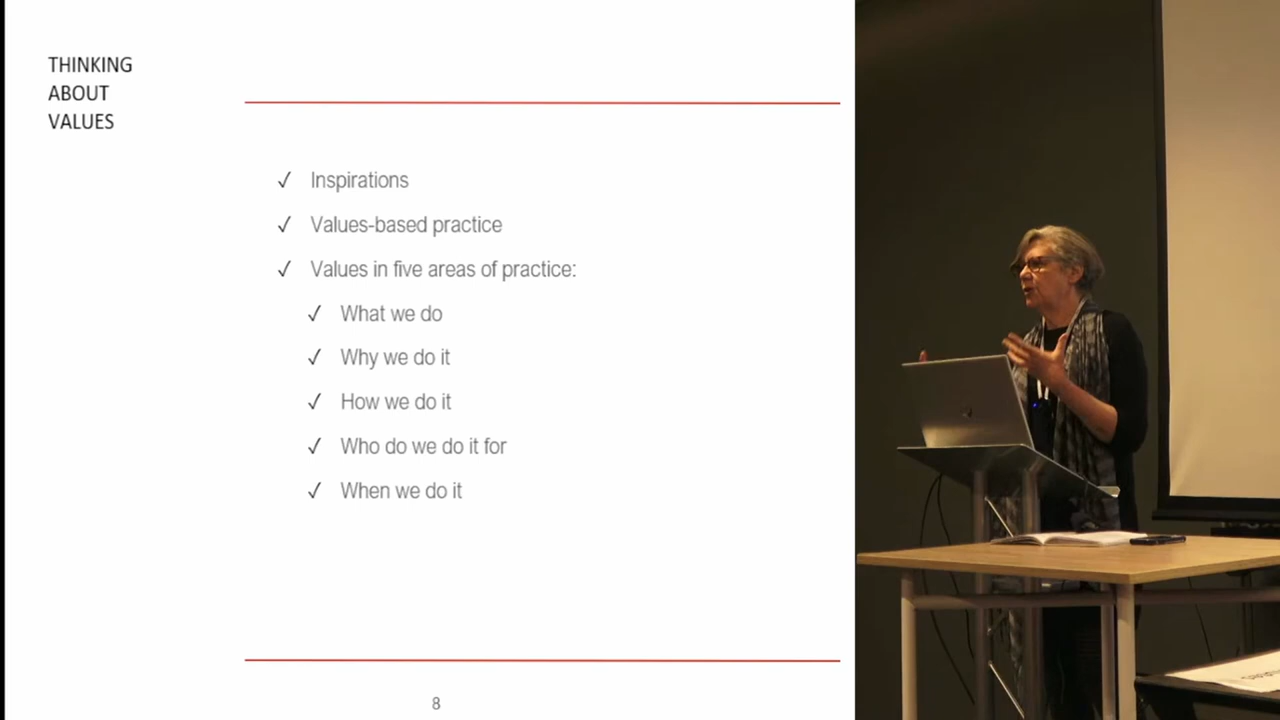 THINKING
ABOUT
VALUES
✓ Inspirations
✓ Values-based practice
✓ Values in five areas of practice:
✓ What we do
✓ Why we do it
✓ How we do it
✓ Who do we do it for
✓ When we do it
8